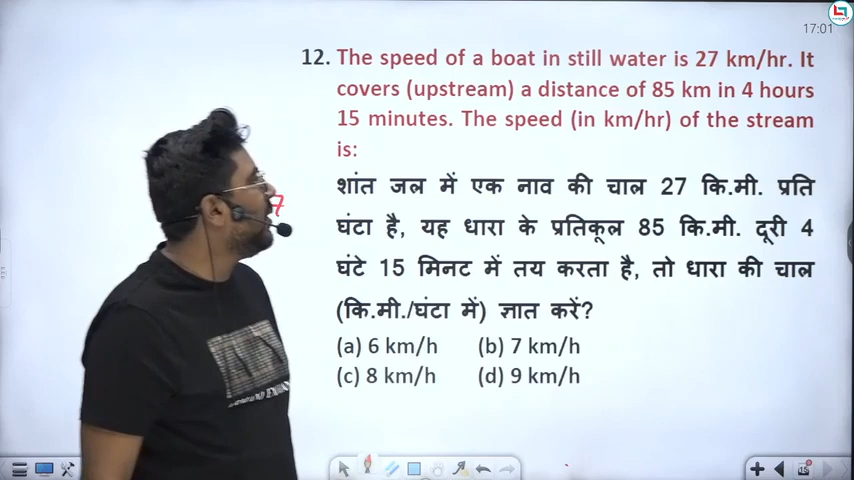 17:01
12. The speed of a boat in still water is 27 km/hr. It
covers (upstream) a distance of 85 km in 4 hours
15 minutes. The speed (in km/hr) of the stream
is:
शांत जल में एक नाव की चाल 27 कि.मी. प्रति
घंटा है, यह धारा के प्रतिकूल 85 कि.मी. दूरी 4
घंटे 15 मिनट में तय करता है, तो धारा की चाल
(कि.मी./घंटा में) ज्ञात करें?
(a) 6 km/h (b) 7 km/h
(c) 8 km/h (d) 9 km/h
7